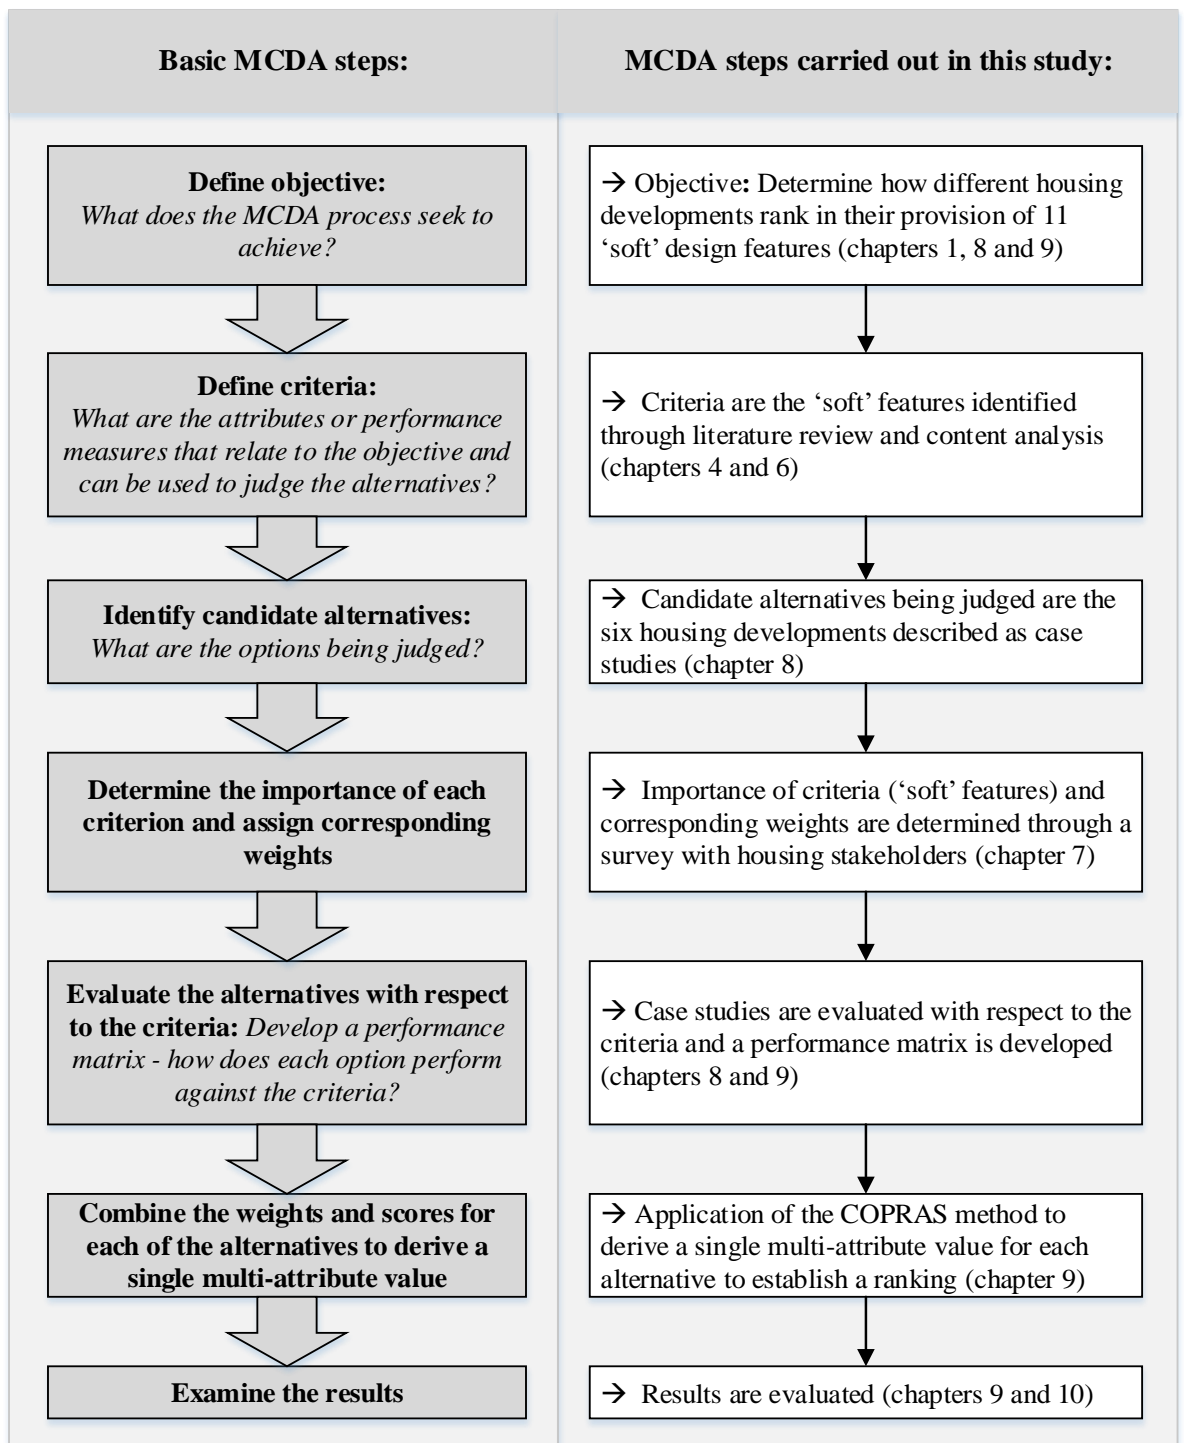 Basic MCDA steps:
MCDA steps carried out in this study:
Define objective:
What does the MCDA process seek to
achieve?
→ Objective: Determine how different housing
developments rank in their provision of 11
‘soft’ design features (chapters 1, 8 and 9)
Define criteria:
What are the attributes or performance
measures that relate to the objective and
can be used to judge the alternatives?
→ Criteria are the ‘soft’ features identified
through literature review and content analysis
(chapters 4 and 6)
Identify candidate alternatives:
What are the options being judged?
→ Candidate alternatives being judged are the
six housing developments described as case
studies (chapter 8)
Determine the importance of each
criterion and assign corresponding
weights
→ Importance of criteria (‘soft’ features) and
corresponding weights are determined through a
survey with housing stakeholders (chapter 7)
Evaluate the alternatives with respect
to the criteria: Develop a performance
matrix - how does each option perform
against the criteria?
→ Case studies are evaluated with respect to the
criteria and a performance matrix is developed
(chapters 8 and 9)
Combine the weights and scores for
each of the alternatives to derive a
single multi-attribute value
→ Application of the COPRAS method to
derive a single multi-attribute value for each
alternative to establish a ranking (chapter 9)
Examine the results
→ Results are evaluated (chapters 9 and 10)